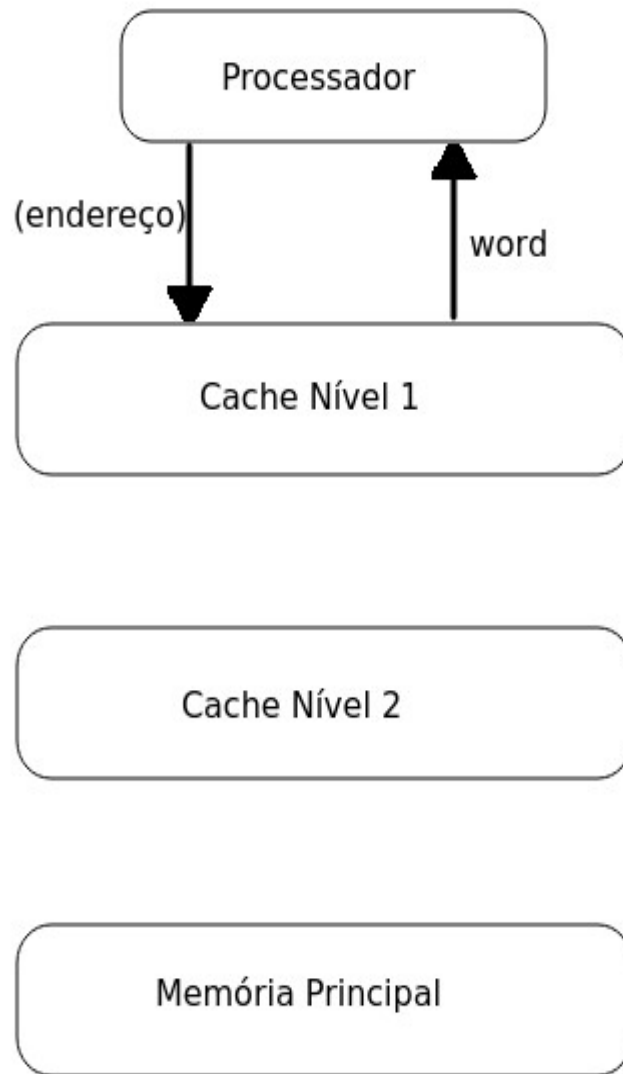 Processador
(endereço)
word
Cache Nível 1
Cache Nível 2
Memória Principal